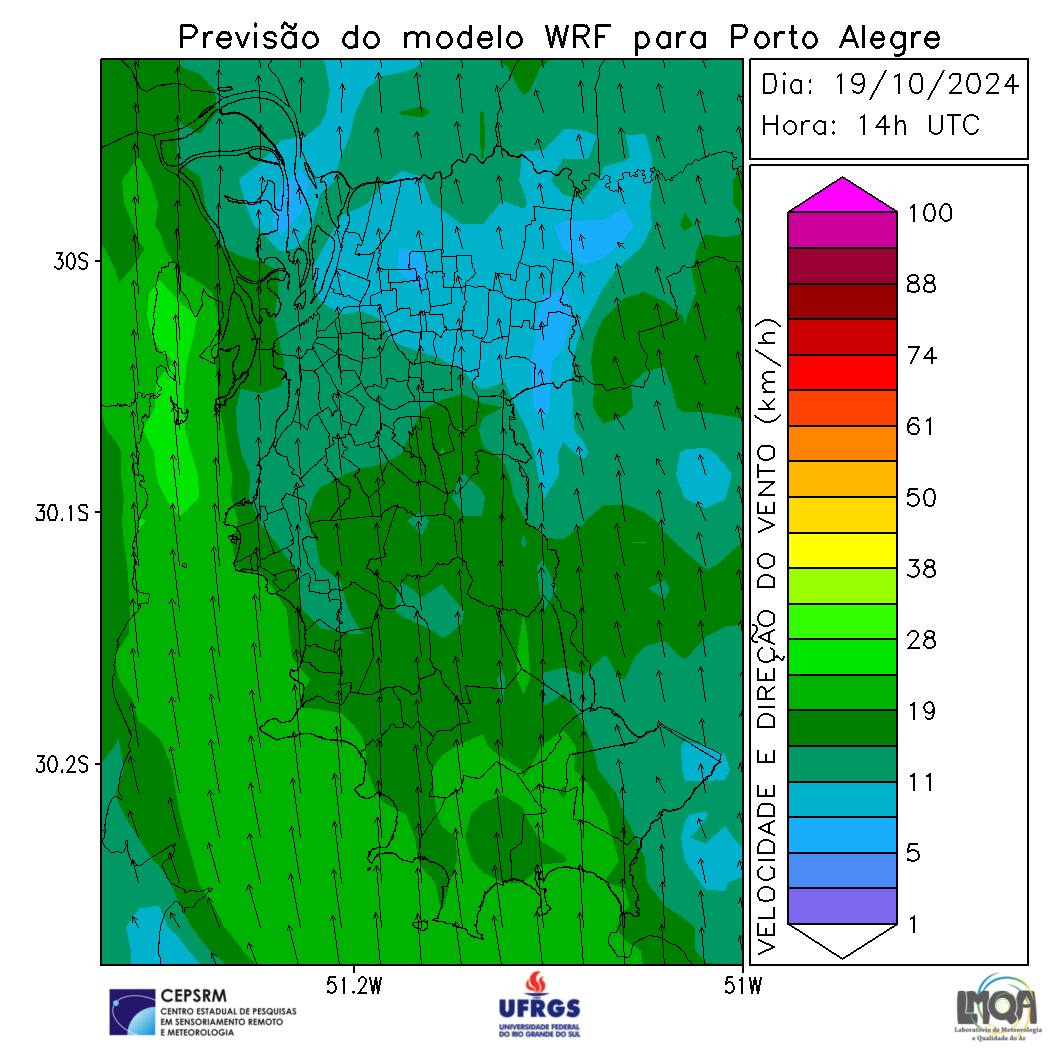 Previsão do modelo WRF para Porto Alegre
Dia: 19/10/2024
Hora: 14h UTC
30S
30.1S
30.2S
51.2W
51W
VELOCIDADE E DIREÇÃO DO VENTO (km/h)
100
88
74
61
50
38
28
19
11
5
1
CEPSRM
CENTRO ESTADUAL DE PESQUISAS
EM SENSORIAMENTO REMOTO
E METEOROLOGIA
UFRGS
UNIVERSIDADE FEDERAL
DO RIO GRANDE DO SUL
LMQA
Laboratório de Meteorologia
e Qualidade do Ar